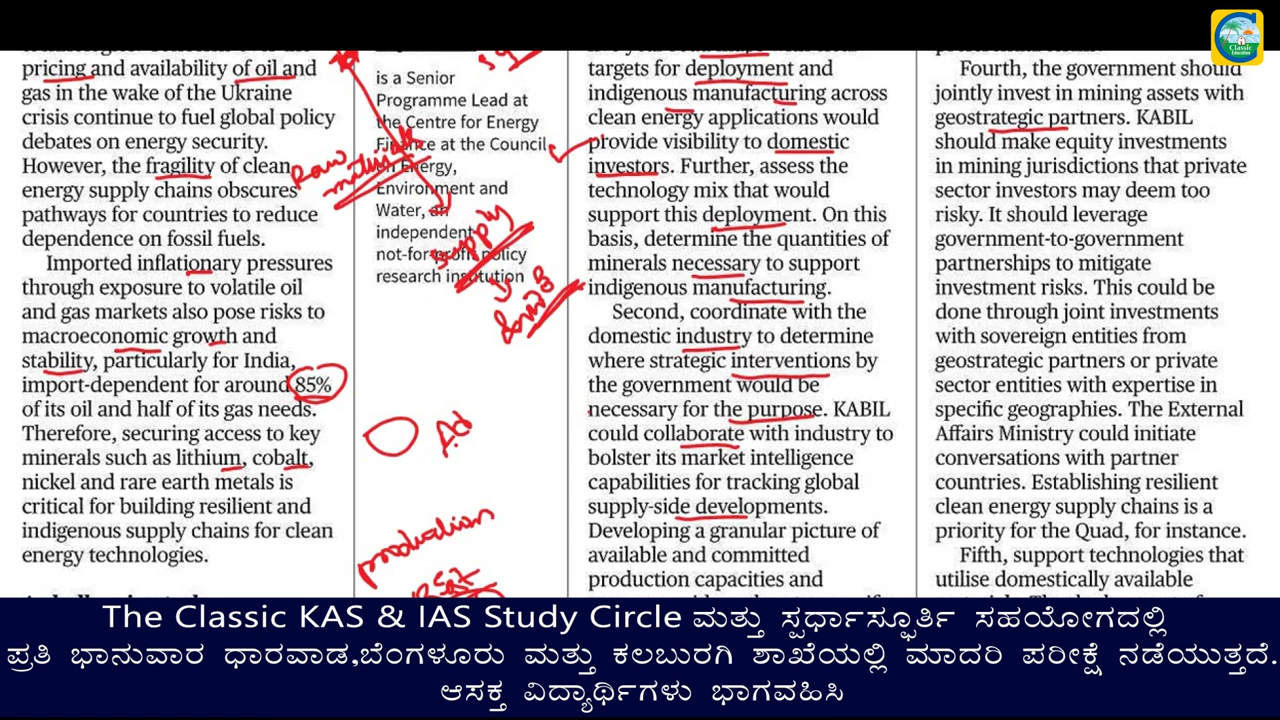 pricing and availability of oil and
gas in the wake of the Ukraine
crisis continue to fuel global policy
debates on energy security.
However, the fragility of clean
energy supply chains obscures
pathways for countries to reduce
dependence on fossil fuels.
Imported inflationary pressures
through exposure to volatile oil
and gas markets also pose risks to
macroeconomic growth and
stability, particularly for India,
import-dependent for around 85%
of its oil and half of its gas needs.
Therefore, securing access to key
minerals such as lithium, cobalt,
nickel and rare earth metals is
critical for building resilient and
indigenous supply chains for clean
energy technologies.
is a Senior
Programme Lead at
the Centre for Energy
Finance at the Council
on Energy,
Environment and
Water, an
independent
not-for-profit policy
research institution
Raw
materials
supply
Ad
production
targets for deployment and
indigenous manufacturing across
clean energy applications would
provide visibility to domestic
investors. Further, assess the
technology mix that would
support this deployment. On this
basis, determine the quantities of
minerals necessary to support
indigenous manufacturing.
Second, coordinate with the
domestic industry to determine
where strategic interventions by
the government would be
necessary for the purpose. KABIL
could collaborate with industry to
bolster its market intelligence
capabilities for tracking global
supply-side developments.
Developing a granular picture of
available and committed
production capacities and
Fourth, the government should
jointly invest in mining assets with
geostrategic partners. KABIL
should make equity investments
in mining jurisdictions that private
sector investors may deem too
risky. It should leverage
government-to-government
partnerships to mitigate
investment risks. This could be
done through joint investments
with sovereign entities from
geostrategic partners or private
sector entities with expertise in
specific geographies. The External
Affairs Ministry could initiate
conversations with partner
countries. Establishing resilient
clean energy supply chains is a
priority for the Quad, for instance.
Fifth, support technologies that
utilise domestically available
Classic
Education
The Classic KAS & IAS Study Circle ಮತ್ತು ಸ್ಪರ್ಧಾಸ್ಫೂರ್ತಿ ಸಹಯೋಗದಲ್ಲಿ
ಪ್ರತಿ ಭಾನುವಾರ ಧಾರವಾಡ,ಬೆಂಗಳೂರು ಮತ್ತು ಕಲಬುರಗಿ ಶಾಖೆಯಲ್ಲಿ ಮಾದರಿ ಪರೀಕ್ಷೆ ನಡೆಯುತ್ತದೆ.
ಆಸಕ್ತ ವಿದ್ಯಾರ್ಥಿಗಳು ಭಾಗವಹಿಸಿ